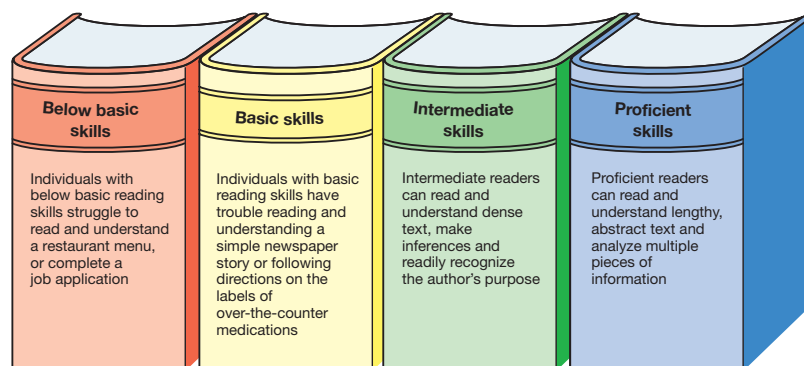 Below basic
skills
Individuals with
below basic reading
skills struggle to
read and understand
a restaurant menu,
or complete a
job application
Basic skills
Individuals with basic
reading skills have
trouble reading and
understanding a
simple newspaper
story or following
directions on the
labels of
over-the-counter
medications
Intermediate
skills
Intermediate readers
can read and
understand dense
text, make
inferences and
readily recognize
the author's purpose
Proficient
skills
Proficient readers
can read and
understand lengthy,
abstract text and
analyze multiple
pieces of
information